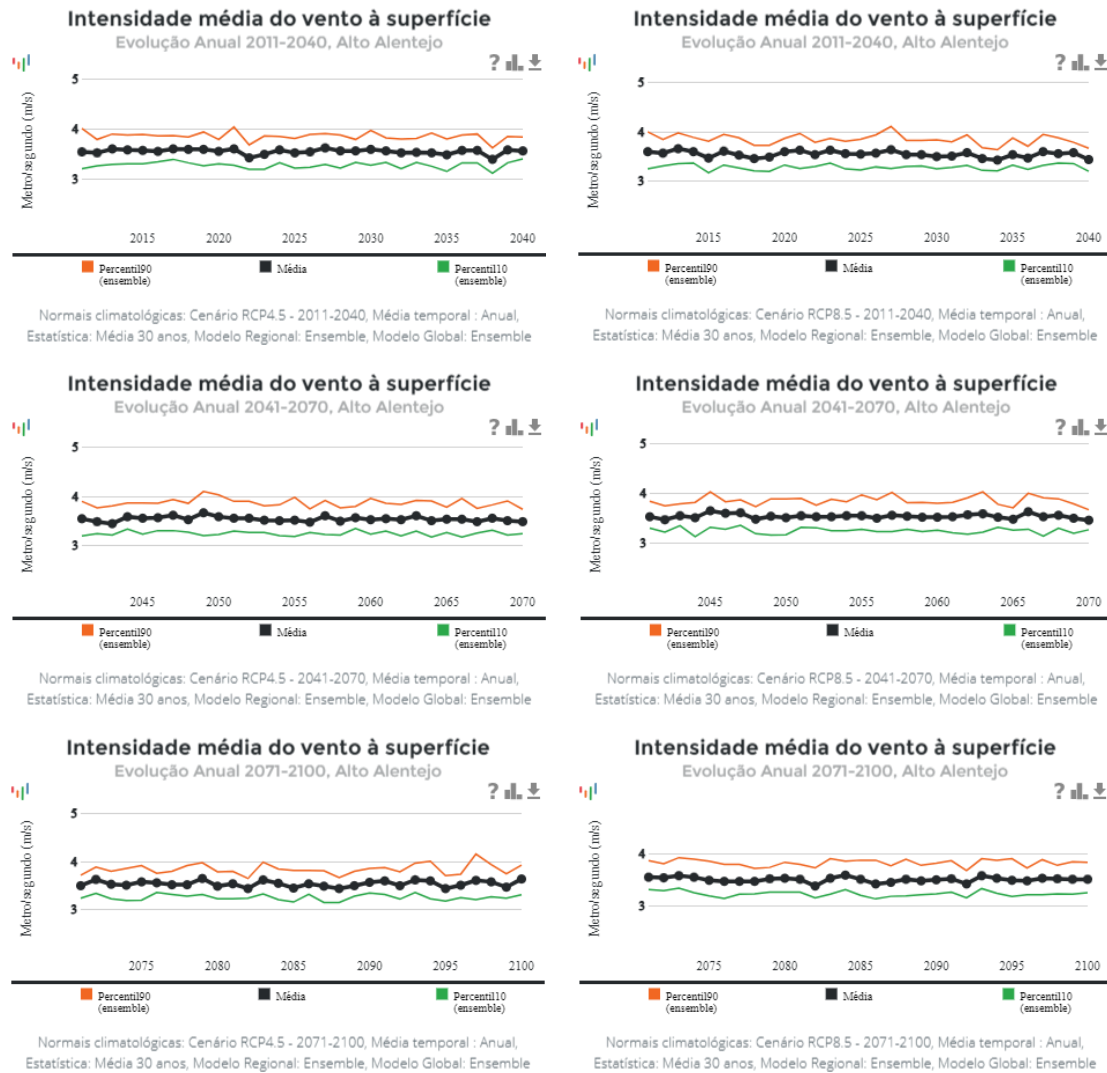 Intensidade média do vento à superfície
Evolução Anual 2011-2040, Alto Alentejo
?
Metro/segundo (m/s)
5
4
3
2015 2020 2025 2030 2035 2040
Percentil90 (ensemble) Média Percentil10 (ensemble)
Normais climatológicas: Cenário RCP4.5 - 2011-2040, Média temporal : Anual,
Estatística: Média 30 anos, Modelo Regional: Ensemble, Modelo Global: Ensemble
Intensidade média do vento à superfície
Evolução Anual 2011-2040, Alto Alentejo
?
Metro/segundo (m/s)
5
4
3
2015 2020 2025 2030 2035 2040
Percentil90 (ensemble) Média Percentil10 (ensemble)
Normais climatológicas: Cenário RCP8.5 - 2011-2040, Média temporal : Anual,
Estatística: Média 30 anos, Modelo Regional: Ensemble, Modelo Global: Ensemble
Intensidade média do vento à superfície
Evolução Anual 2041-2070, Alto Alentejo
?
Metro/segundo (m/s)
5
4
3
2045 2050 2055 2060 2065 2070
Percentil90 (ensemble) Média Percentil10 (ensemble)
Normais climatológicas: Cenário RCP4.5 - 2041-2070, Média temporal : Anual,
Estatística: Média 30 anos, Modelo Regional: Ensemble, Modelo Global: Ensemble
Intensidade média do vento à superfície
Evolução Anual 2041-2070, Alto Alentejo
?
Metro/segundo (m/s)
5
4
3
2045 2050 2055 2060 2065 2070
Percentil90 (ensemble) Média Percentil10 (ensemble)
Normais climatológicas: Cenário RCP8.5 - 2041-2070, Média temporal : Anual,
Estatística: Média 30 anos, Modelo Regional: Ensemble, Modelo Global: Ensemble
Intensidade média do vento à superfície
Evolução Anual 2071-2100, Alto Alentejo
?
Metro/segundo (m/s)
5
4
3
2075 2080 2085 2090 2095 2100
Percentil90 (ensemble) Média Percentil10 (ensemble)
Normais climatológicas: Cenário RCP4.5 - 2071-2100, Média temporal : Anual,
Estatística: Média 30 anos, Modelo Regional: Ensemble, Modelo Global: Ensemble
Intensidade média do vento à superfície
Evolução Anual 2071-2100, Alto Alentejo
?
Metro/segundo (m/s)
4
3
2075 2080 2085 2090 2095 2100
Percentil90 (ensemble) Média Percentil10 (ensemble)
Normais climatológicas: Cenário RCP8.5 - 2071-2100, Média temporal : Anual,
Estatística: Média 30 anos, Modelo Regional: Ensemble, Modelo Global: Ensemble